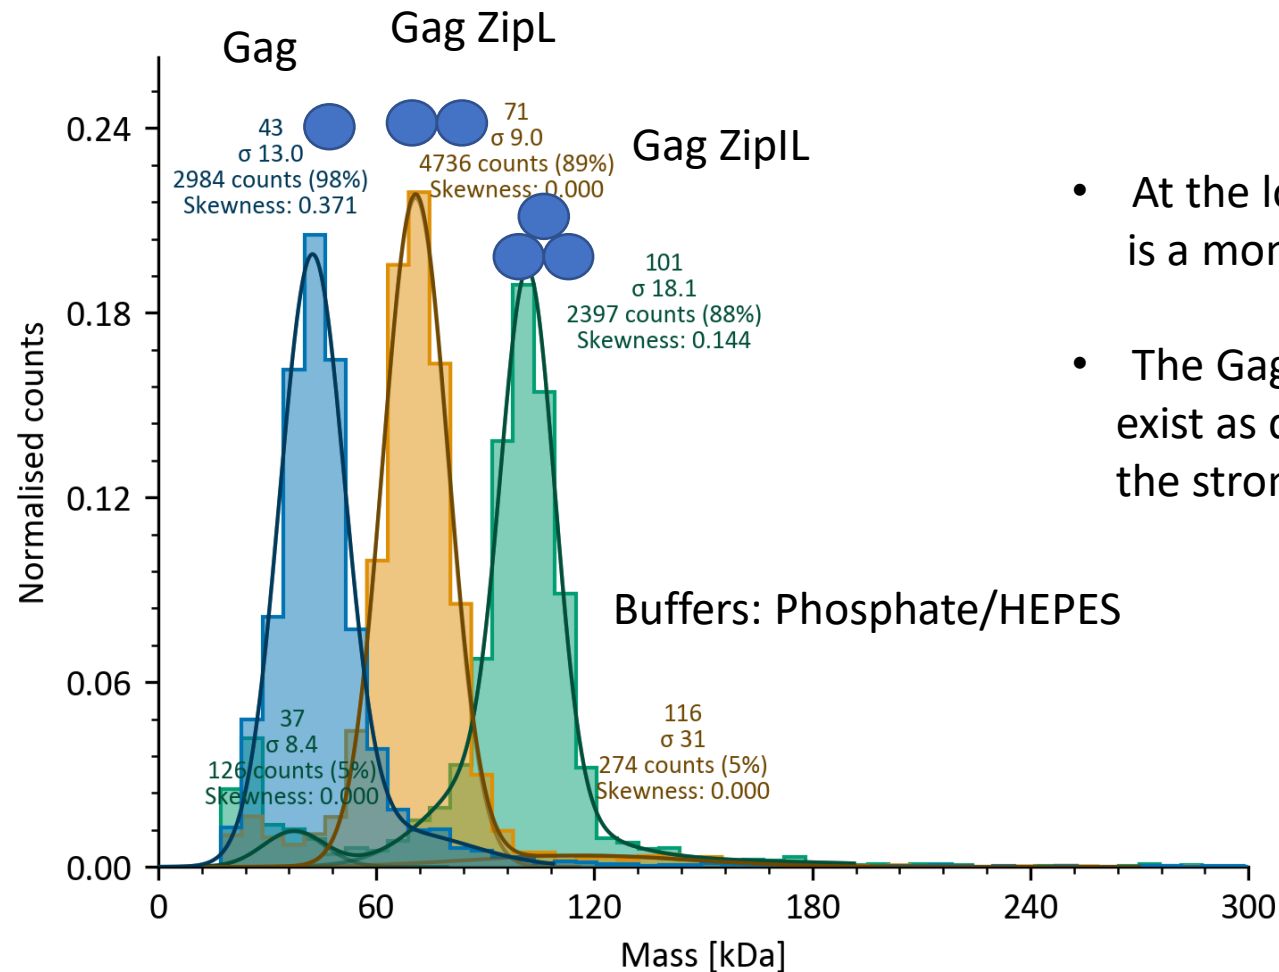 Gag
Gag ZipL
Gag ZipIL
43
σ 13.0
2984 counts (98%)
Skewness: 0.371
71
σ 9.0
4736 counts (89%)
Skewness: 0.000
101
σ 18.1
2397 counts (88%)
Skewness: 0.144
• At the
is a
• The
exist as
the
Buffers: Phosphate/HEPES
37
σ 8.4
126 counts (5%)
Skewness: 0.000
116
σ 31
274 counts (5%)
Skewness: 0.000
Normalised counts
0.24
0.18
0.12
0.06
0.00
0 60 120 180 240 300
Mass [kDa]